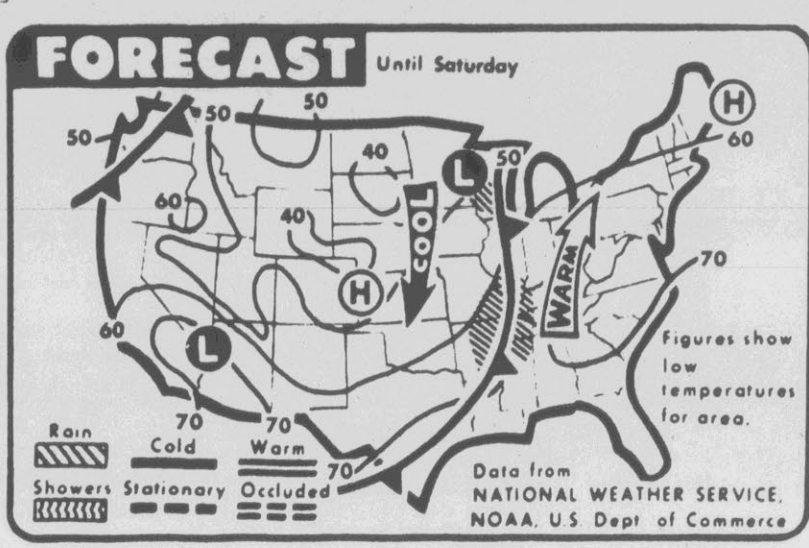 FORECAST Until Saturday
50
50
50
50
40
60
40
60
60
70
70
70
70
L
L
H
H
COOL
WARM
Figures show
low
temperatures
for area.
Rain
Cold
Warm
Showers
Stationary
Occluded
Data from
NATIONAL WEATHER SERVICE,
NOAA, U.S. Dept of Commerce